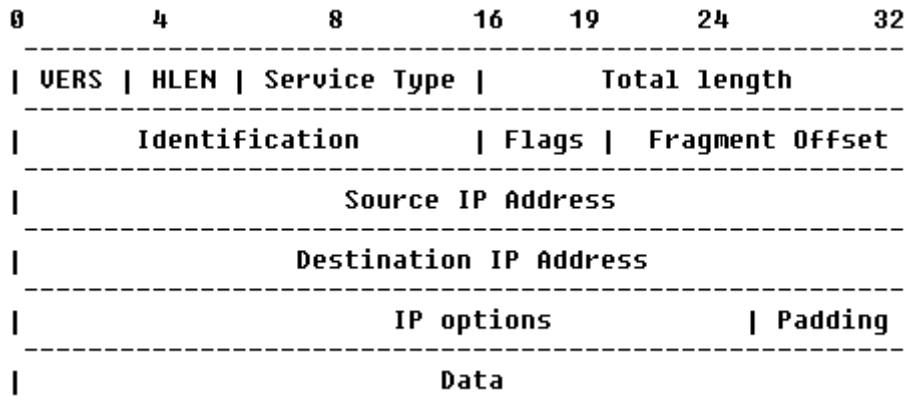 0 4 8 16 19 24 32
| VERS | HLEN | Service Type | Total length
| Identification | Flags | Fragment Offset
| Source IP Address
| Destination IP Address
| IP options | Padding
| Data